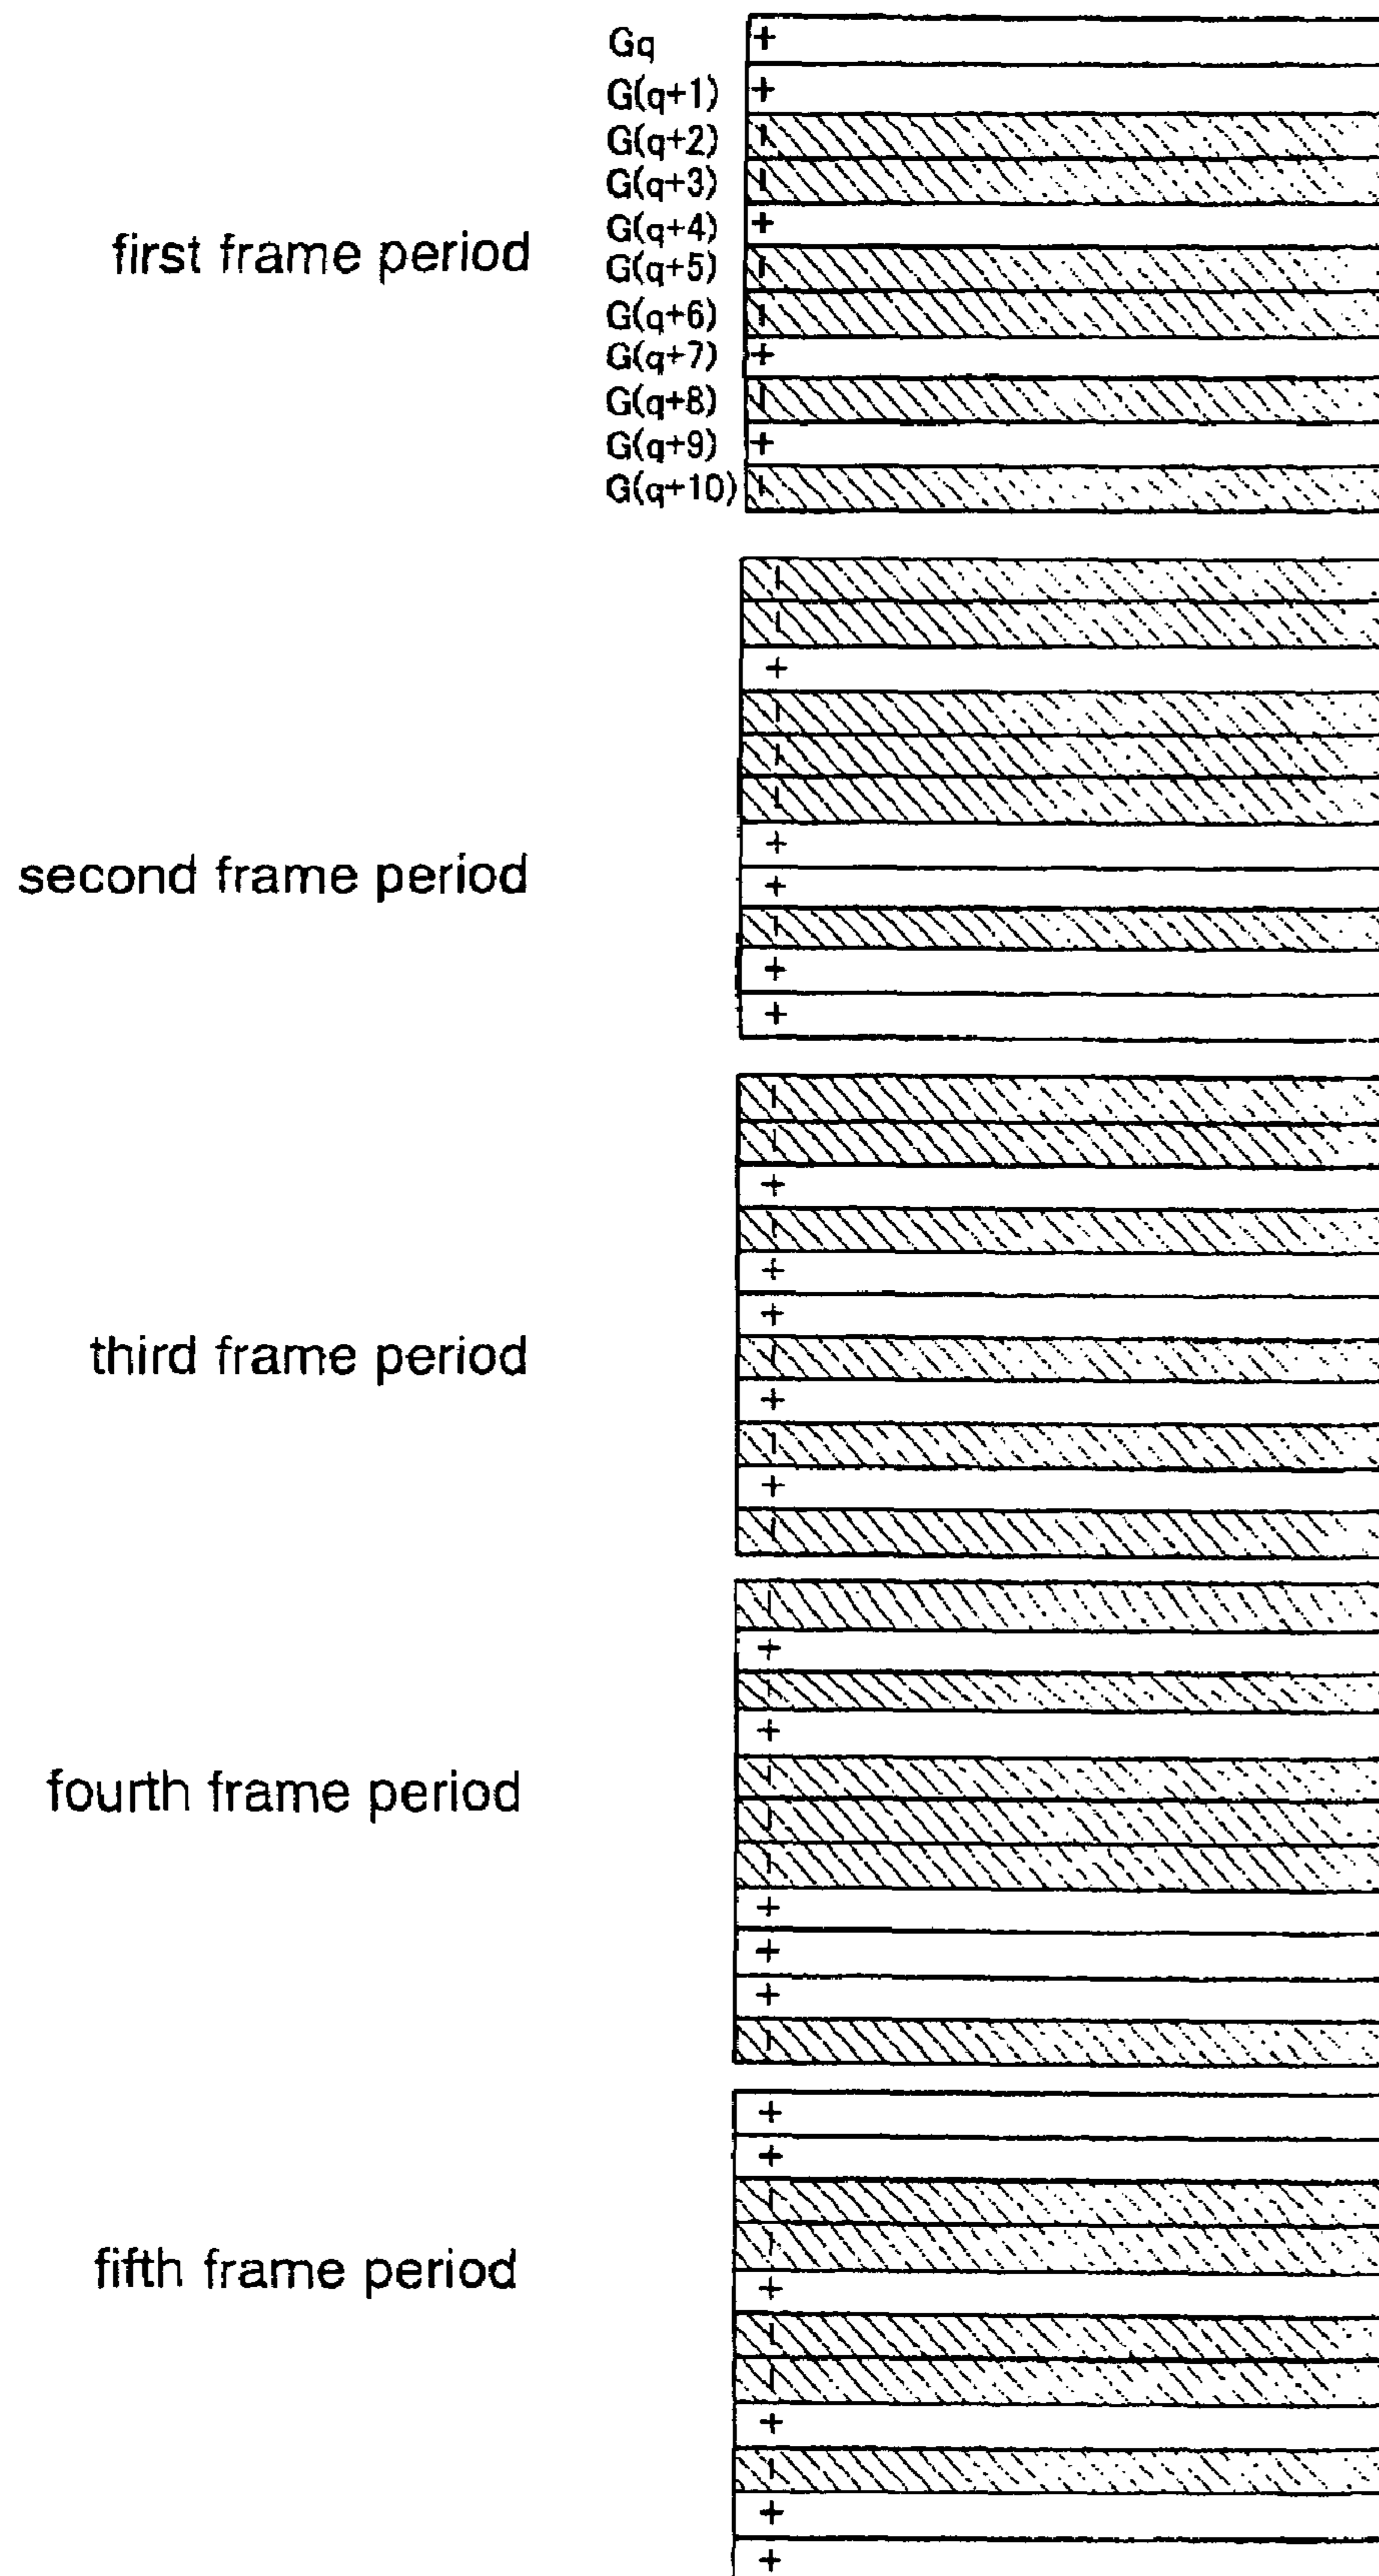 Gq +
G(q+1) +
G(q+2) -
G(q+3) -
G(q+4) +
first frame period
G(q+5) -
G(q+6) -
G(q+7) +
G(q+8) -
G(q+9) +
G(q+10) -
-
-
+
-
-
-
+
second frame period
+
-
+
+
-
-
+
-
+
+
third frame period
-
+
-
+
-
-
+
-
+
-
fourth frame period
-
-
+
+
+
-
+
+
-
-
fifth frame period
+
-
-
+
-
+
+